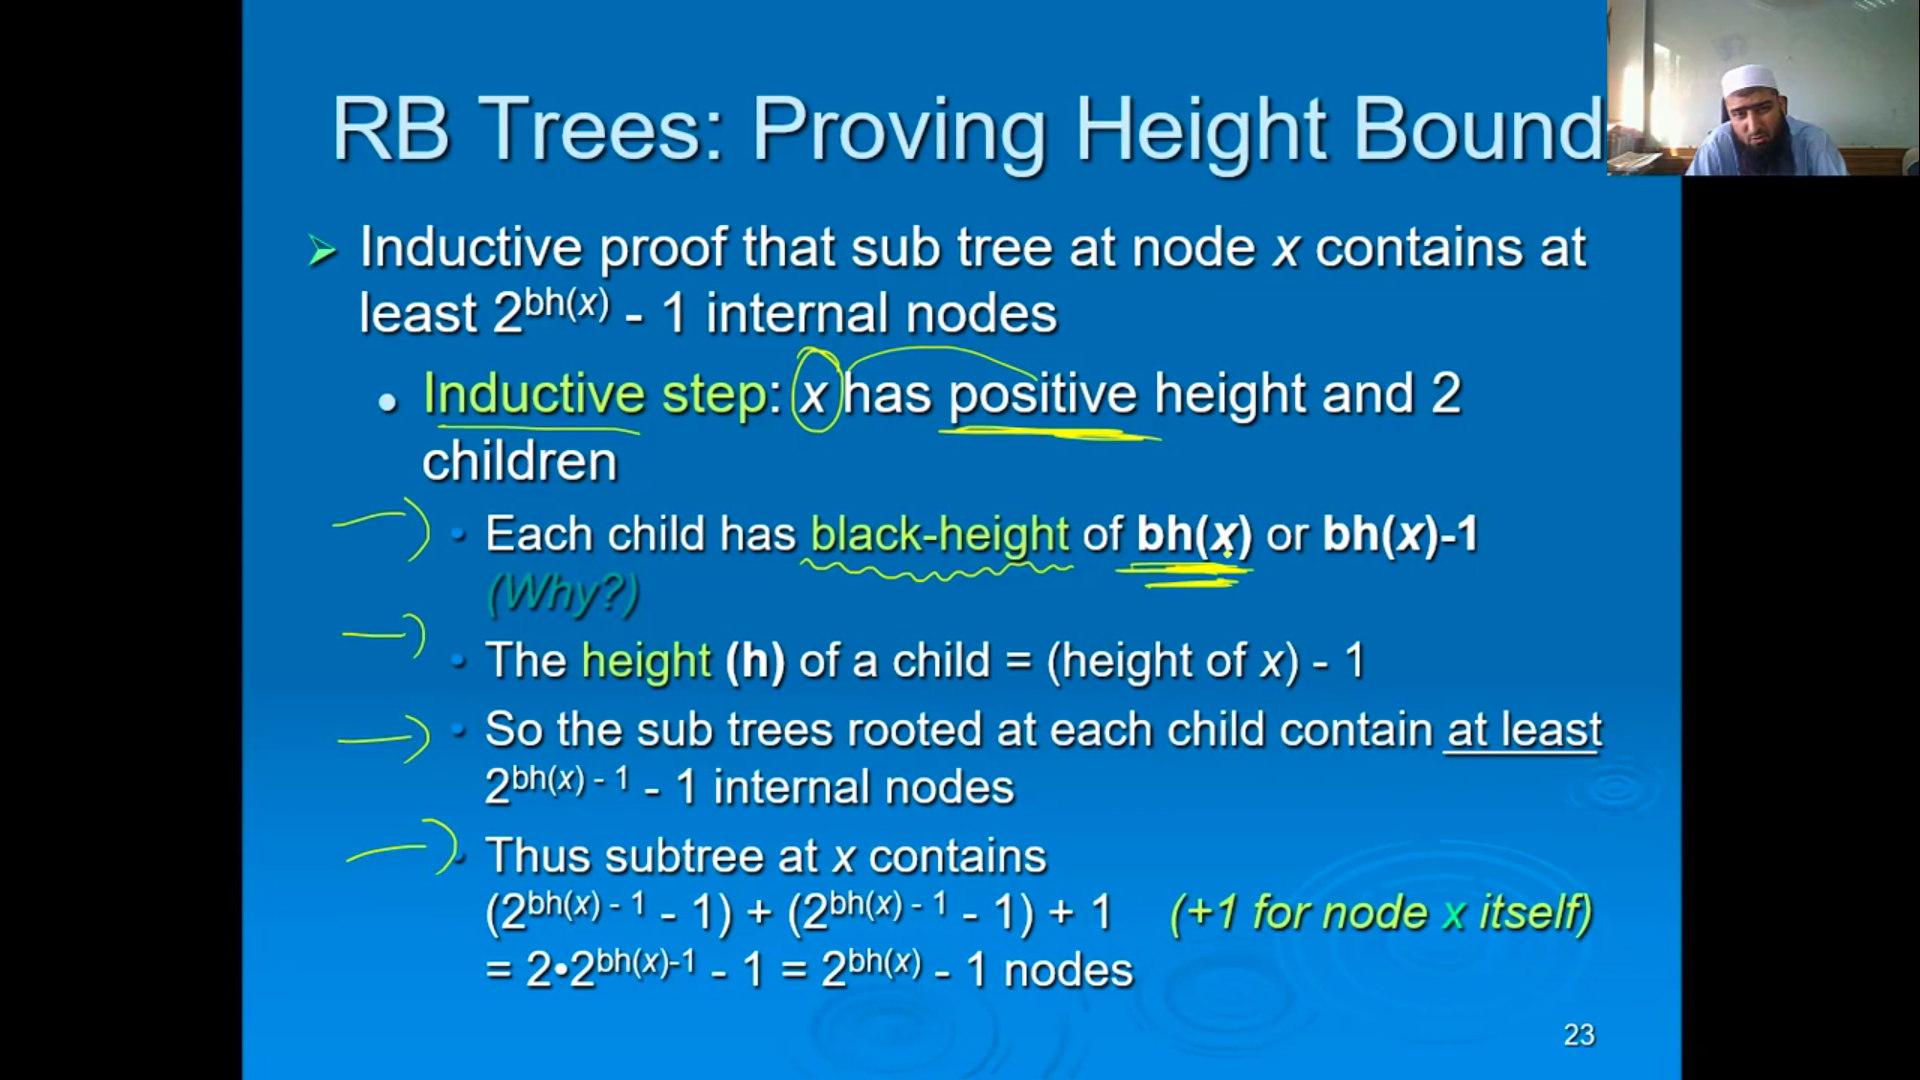 RB Trees: Proving Height Bound
➢ Inductive proof that sub tree at node x contains at
least 2^bh(x) - 1 internal nodes
• Inductive step: x has positive height and 2
children
• Each child has black-height of bh(x) or bh(x)-1
(Why?)
• The height (h) of a child = (height of x) - 1
• So the sub trees rooted at each child contain at least
2^bh(x) - 1 - 1 internal nodes
• Thus subtree at x contains
(2^bh(x) - 1 - 1) + (2^bh(x) - 1 - 1) + 1 (+1 for node x itself)
= 2•2^bh(x)-1 - 1 = 2^bh(x) - 1 nodes
23